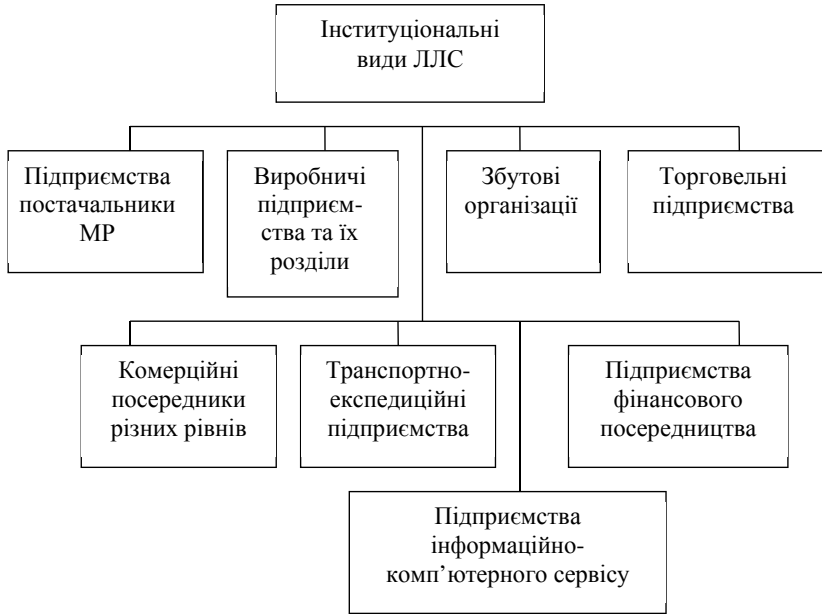 Інституціональні
види ЛЛС
Підприємства
постачальники
МР
Виробничі
підприєм-
ства та їх
розділи
Збутові
організації
Торговельні
підприємства
Комерційні
посередники
різних рівнів
Транспортно-
експедиційні
підприємства
Підприємства
фінансового
посередництва
Підприємства
інформаційно-
комп’ютерного сервісу